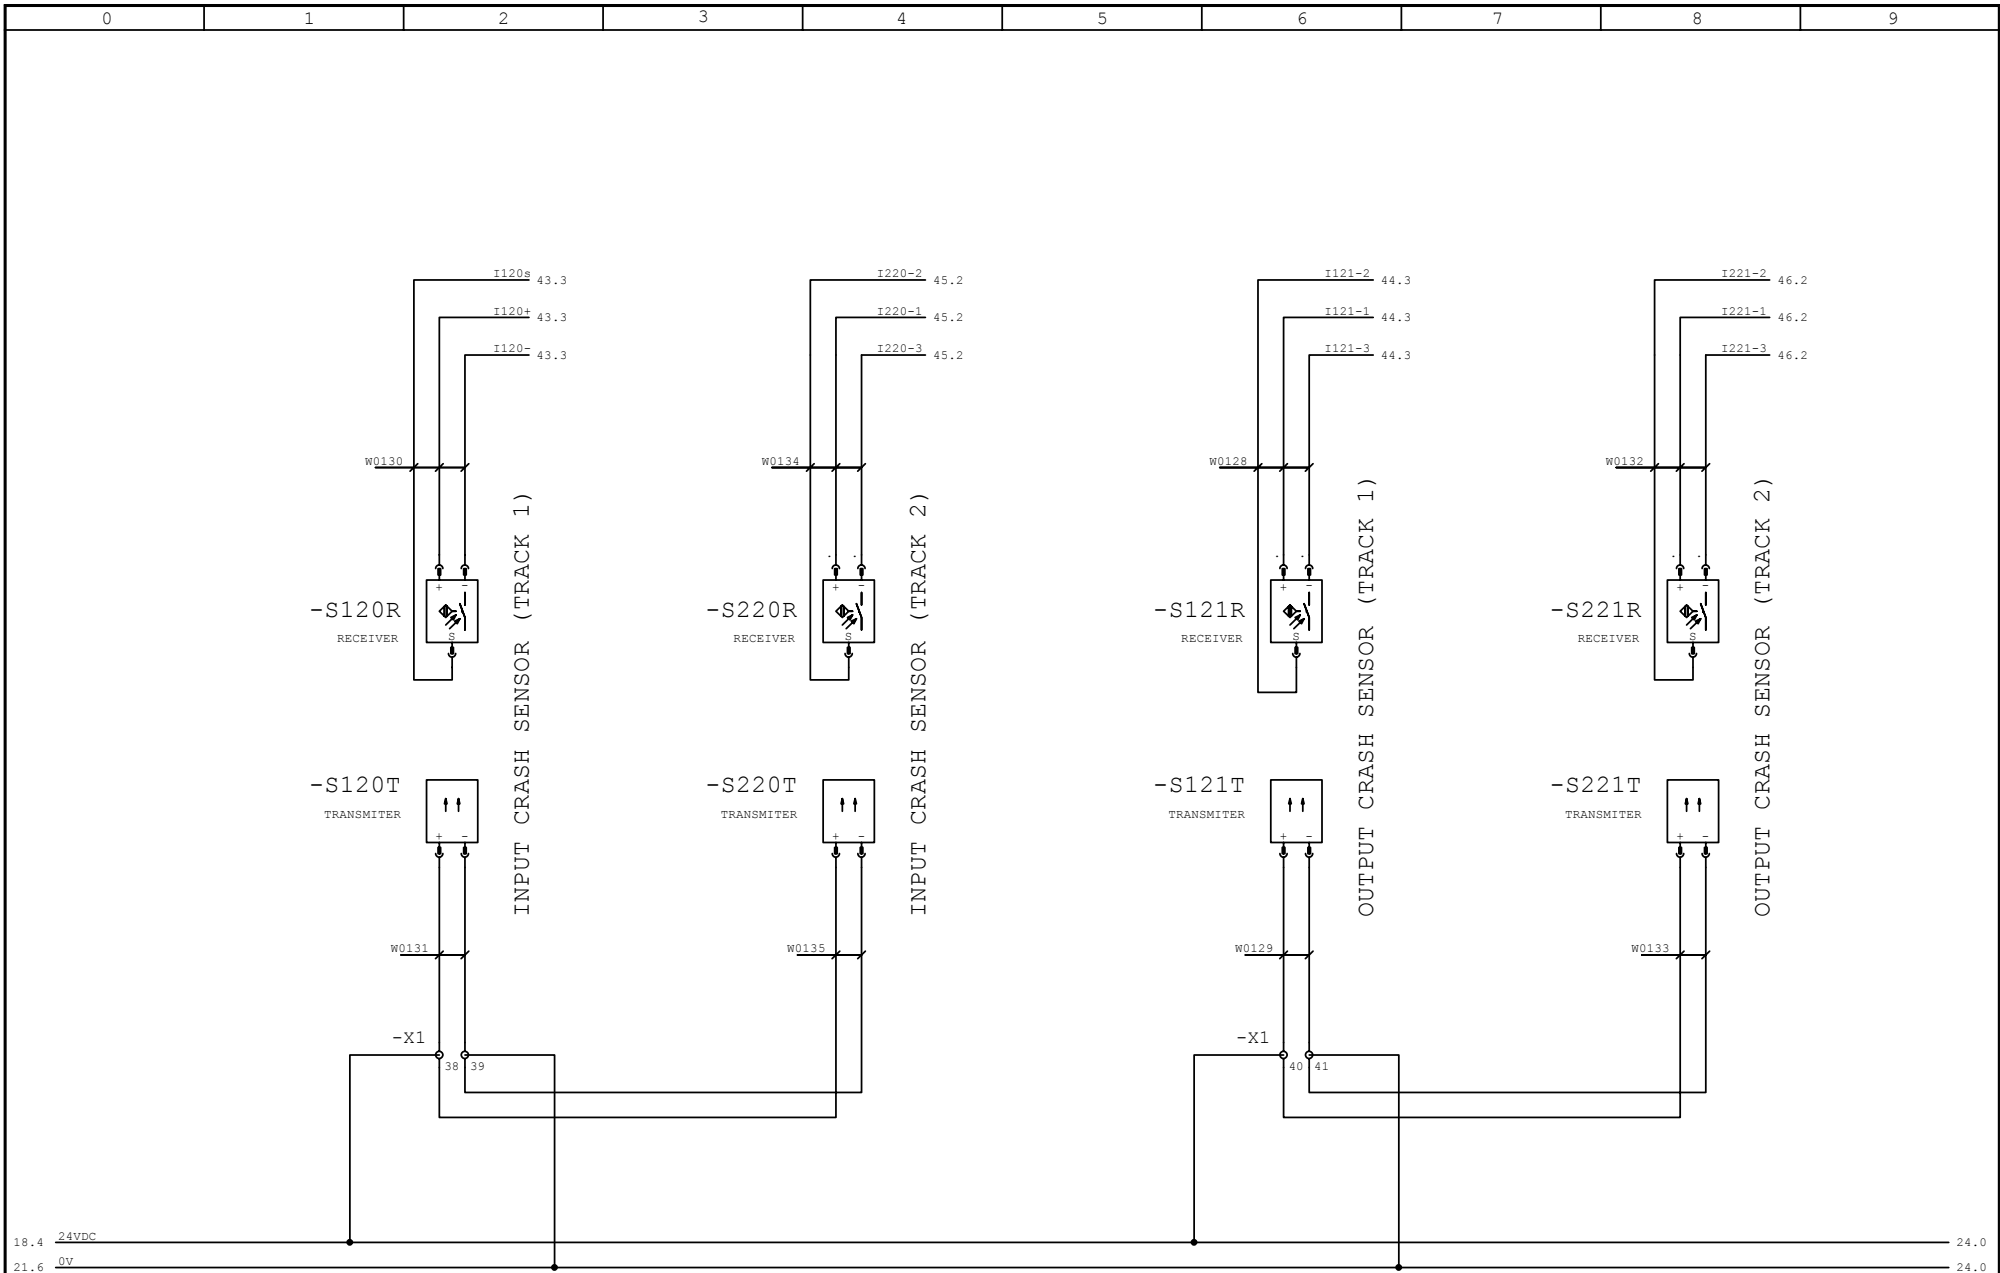 0 1 2 3 4 5 6 7 8 9
I120s 43.3
I220-2 45.2
I121-2 44.3
I221-2 46.2
I120+ 43.3
I220-1 45.2
I121-1 44.3
I221-1 46.2
I120- 43.3
I220-3 45.2
I121-3 44.3
I221-3 46.2
W0130
W0134
W0128
W0132
INPUT CRASH SENSOR (TRACK 1)
INPUT CRASH SENSOR (TRACK 2)
OUTPUT CRASH SENSOR (TRACK 1)
OUTPUT CRASH SENSOR (TRACK 2)
+ -
+ -
+ -
+ -
-S120R
-S220R
-S121R
-S221R
RECEIVER
RECEIVER
RECEIVER
RECEIVER
S
S
S
S
-S120T
-S220T
-S121T
-S221T
TRANSMITER
TRANSMITER
TRANSMITER
TRANSMITER
+ -
+ -
+ -
+ -
W0131
W0135
W0129
W0133
-X1
-X1
38 39
40 41
18.4 24VDC 24.0
21.6 0V 24.0